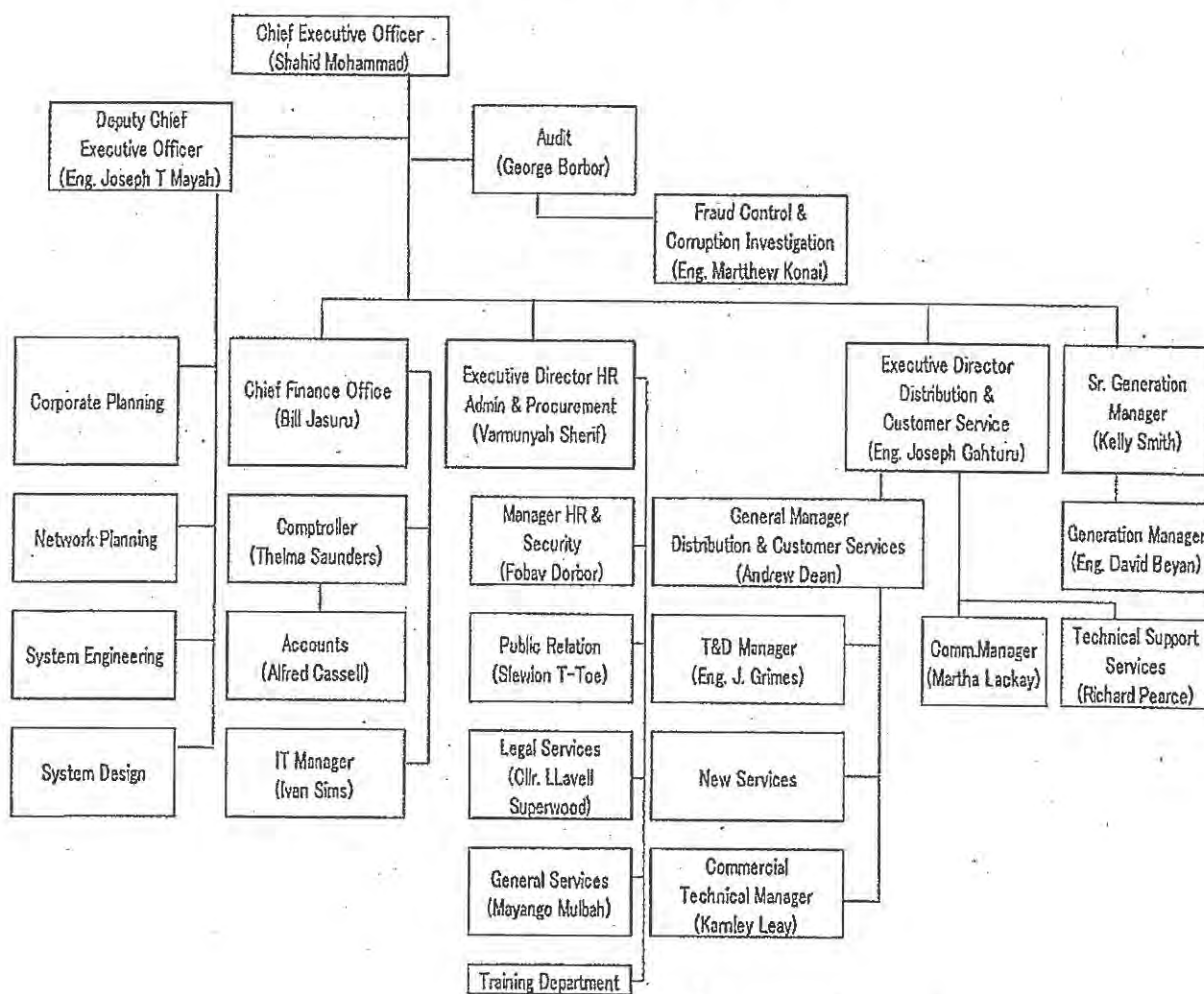 Chief Executive Officer
(Shahid Mohammad)
Deputy Chief
Executive Officer
(Eng. Joseph T Mayah)
Audit
(George Borbor)
Fraud Control &
Corruption Investigation
(Eng. Martthew Konai)
Corporate Planning
Network Planning
System Engineering
System Design
Chief Finance Office
(Bill Jasuru)
Comptroller
(Thelma Saunders)
Accounts
(Alfred Cassell)
IT Manager
(Ivan Sims)
Executive Director HR
Admin & Procurement
(Varmunyah Sherif)
Manager HR &
Security
(Fobay Dorbor)
Public Relation
(Slewion T-Toe)
Legal Services
(Cllr. LLavell
Superwood)
General Services
(Mayango Mulbah)
Training Department
Executive Director
Distribution &
Customer Service
(Eng. Joseph Gahturu)
General Manager
Distribution & Customer Services
(Andrew Dean)
T&D Manager
(Eng. J. Grimes)
New Services
Commercial
Technical Manager
(Kamley Leay)
Comm.Manager
(Martha Lackay)
Technical Support
Services
(Richard Pearce)
Sr. Generation
Manager
(Kelly Smith)
Generation Manager
(Eng. David Beyan)